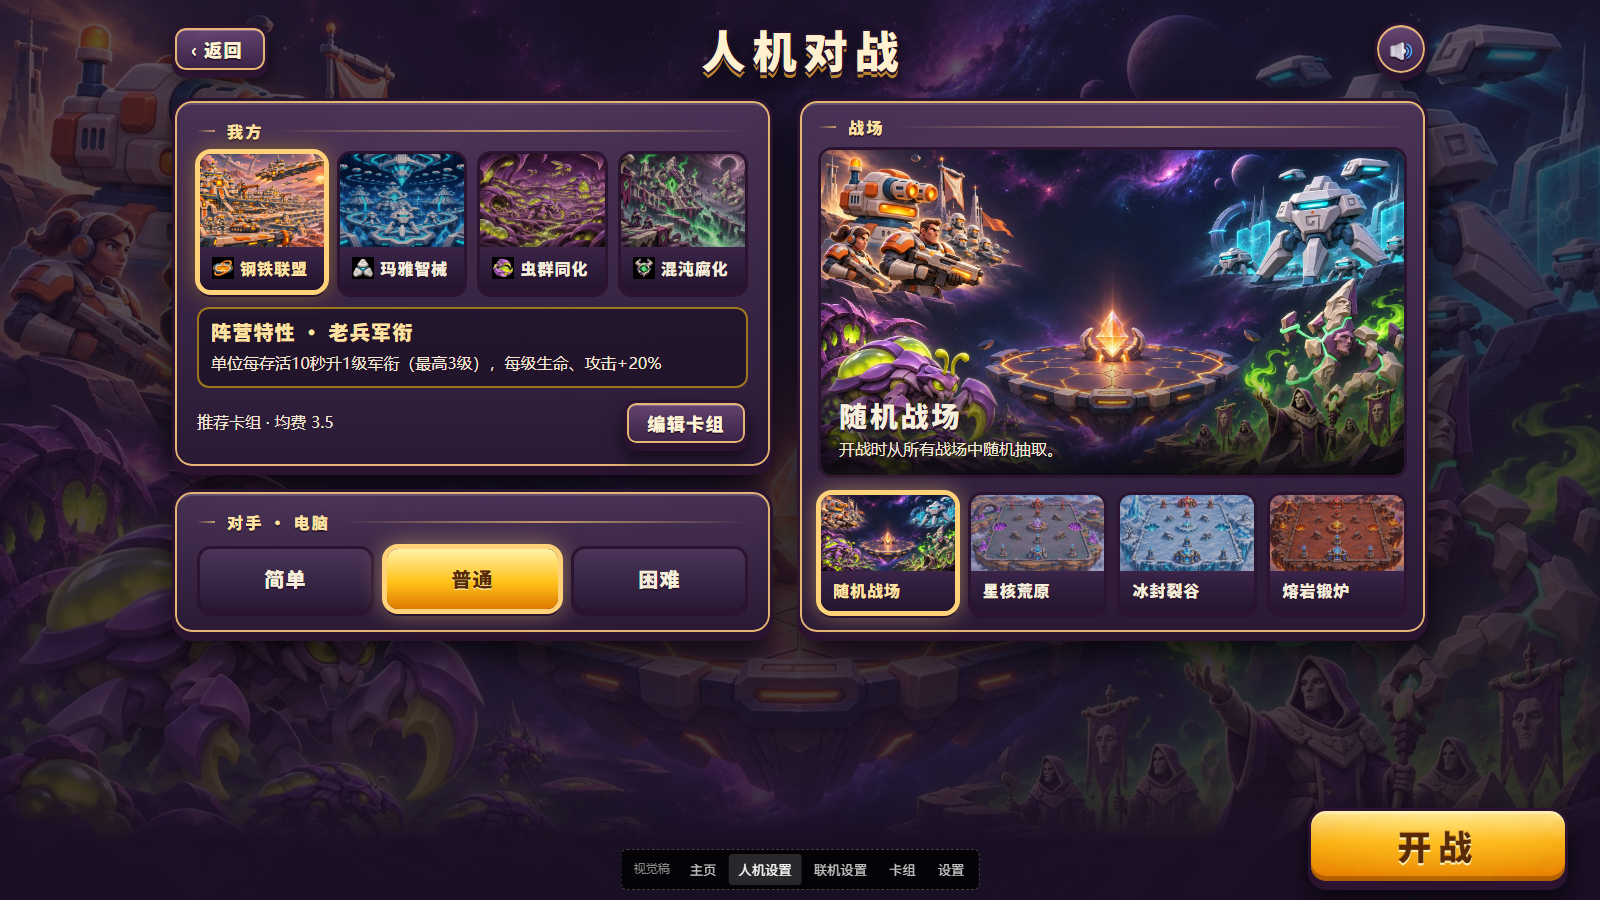 ‹ 返回
人机对战
我方
钢铁联盟
玛雅智械
虫群同化
混沌腐化
阵营特性 · 老兵军衔
单位每存活10秒升1级军衔（最高3级），每级生命、攻击+20%
推荐卡组 · 均费 3.5
编辑卡组
对手 · 电脑
简单
普通
困难
战场
随机战场
开战时从所有战场中随机抽取。
随机战场
星核荒原
冰封裂谷
熔岩锻炉
开战
视觉稿
主页
人机设置
联机设置
卡组
设置